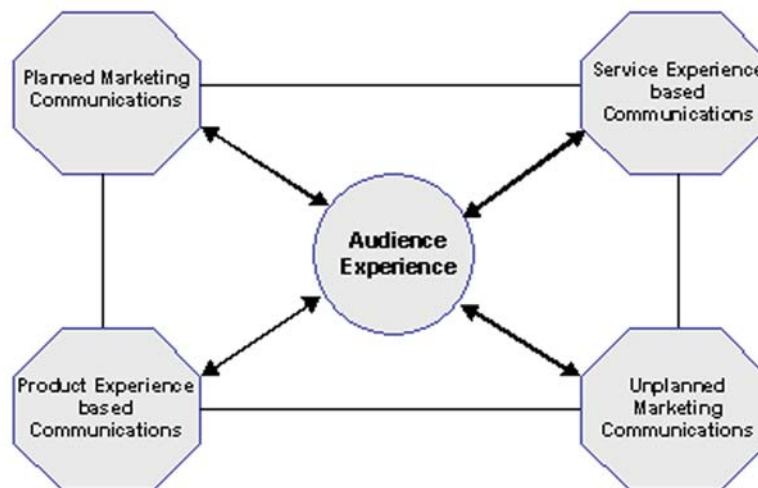 Planned Marketing
Communications
Service Experience
based
Communications
Audience
Experience
Product Experience
based
Communications
Unplanned
Marketing
Communications